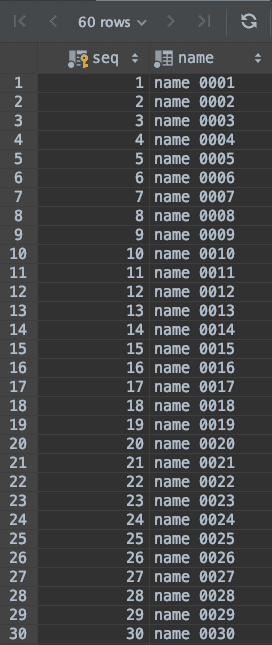 60 rows
seq name
1 1 name 0001
2 2 name 0002
3 3 name 0003
4 4 name 0004
5 5 name 0005
6 6 name 0006
7 7 name 0007
8 8 name 0008
9 9 name 0009
10 10 name 0010
11 11 name 0011
12 12 name 0012
13 13 name 0013
14 14 name 0014
15 15 name 0015
16 16 name 0016
17 17 name 0017
18 18 name 0018
19 19 name 0019
20 20 name 0020
21 21 name 0021
22 22 name 0022
23 23 name 0023
24 24 name 0024
25 25 name 0025
26 26 name 0026
27 27 name 0027
28 28 name 0028
29 29 name 0029
30 30 name 0030